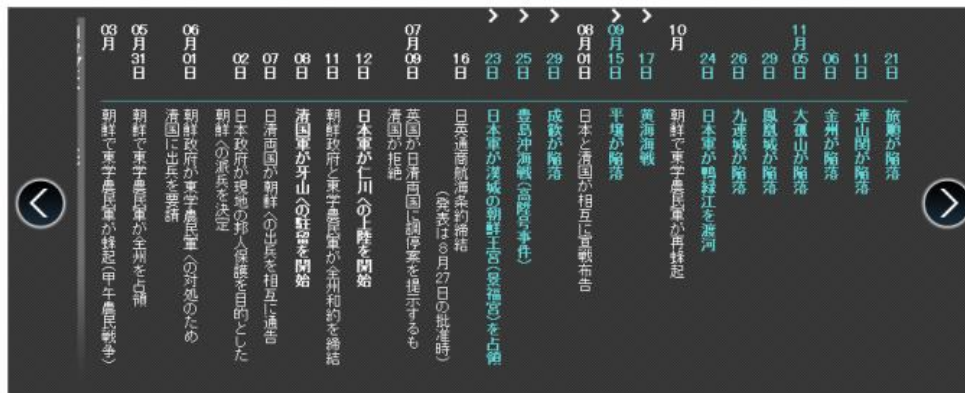 03月
朝鮮で東学農民軍が蜂起(甲午農民戦争)
05月31日
朝鮮で東学農民軍が全州を占領
06月01日
朝鮮政府が東学農民軍への対処のため
清国に出兵を要請
02日
日本政府が現地の邦人保護を目的とした
朝鮮への派兵を決定
07日
日清両国が朝鮮への出兵を相互に通告
08日
清国軍が牙山への駐留を開始
11日
朝鮮政府と東学農民軍が全州和約を締結
12日
日本軍が仁川への上陸を開始
07月09日
英国が日清両国に調停案を提示するも
清国が拒絶
16日
日英通商航海条約締結
(発表は8月27日の批准時)
23日
日本軍が漢城の朝鮮王宮(景福宮)を占領
25日
豊島沖海戦(高陞号事件)
29日
成歓が陥落
08月01日
日本と清国が相互に宣戦布告
09月15日
平壌が陥落
17日
黄海海戦
10月
朝鮮で東学農民軍が再蜂起
24日
日本軍が鴨緑江を渡河
26日
九連城が陥落
29日
鳳凰城が陥落
11月05日
大孤山が陥落
06日
金州が陥落
11日
連山関が陥落
21日
旅順が陥落